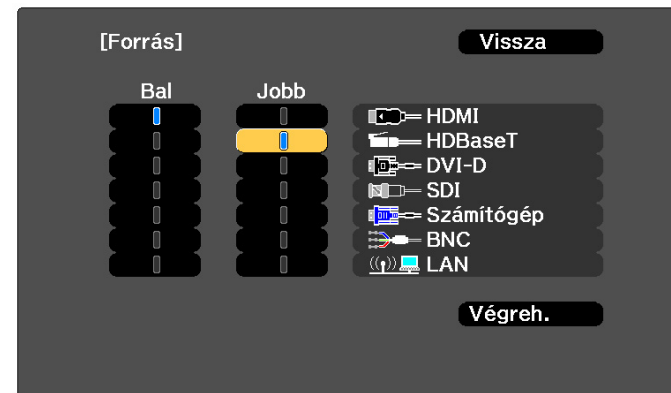 [Forrás]
Vissza
Bal
Jobb
HDMI
HDBaseT
DVI-D
SDI
Számítógép
BNC
LAN
Végreh.